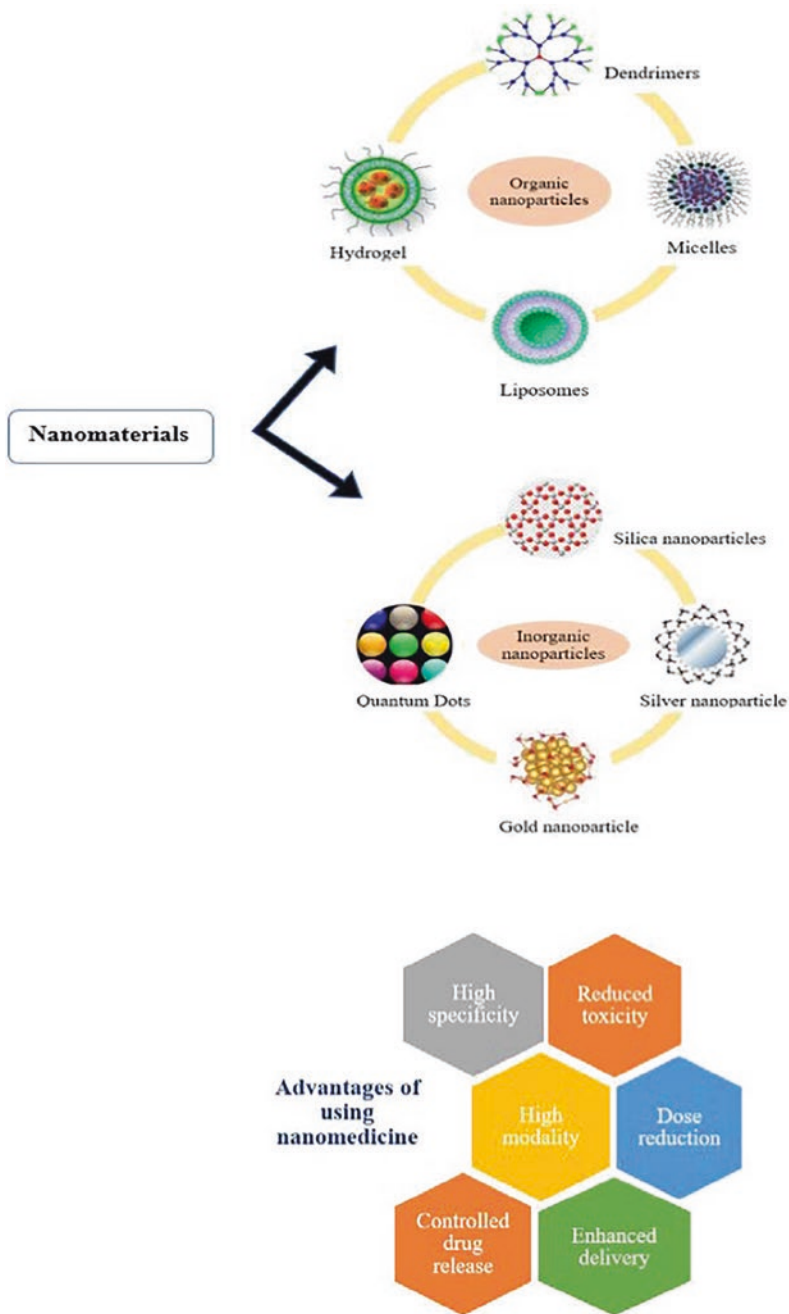 Dendrimers
Organic
nanoparticles
Hydrogel
Micelles
Liposomes
Nanomaterials
Silica nanoparticles
Inorganic
nanoparticles
Quantum Dots
Silver nanoparticle
Gold nanoparticle
High
specificity
Reduced
toxicity
Advantages of
using
nanomedicine
High
modality
Dose
reduction
Controlled
drug
release
Enhanced
delivery